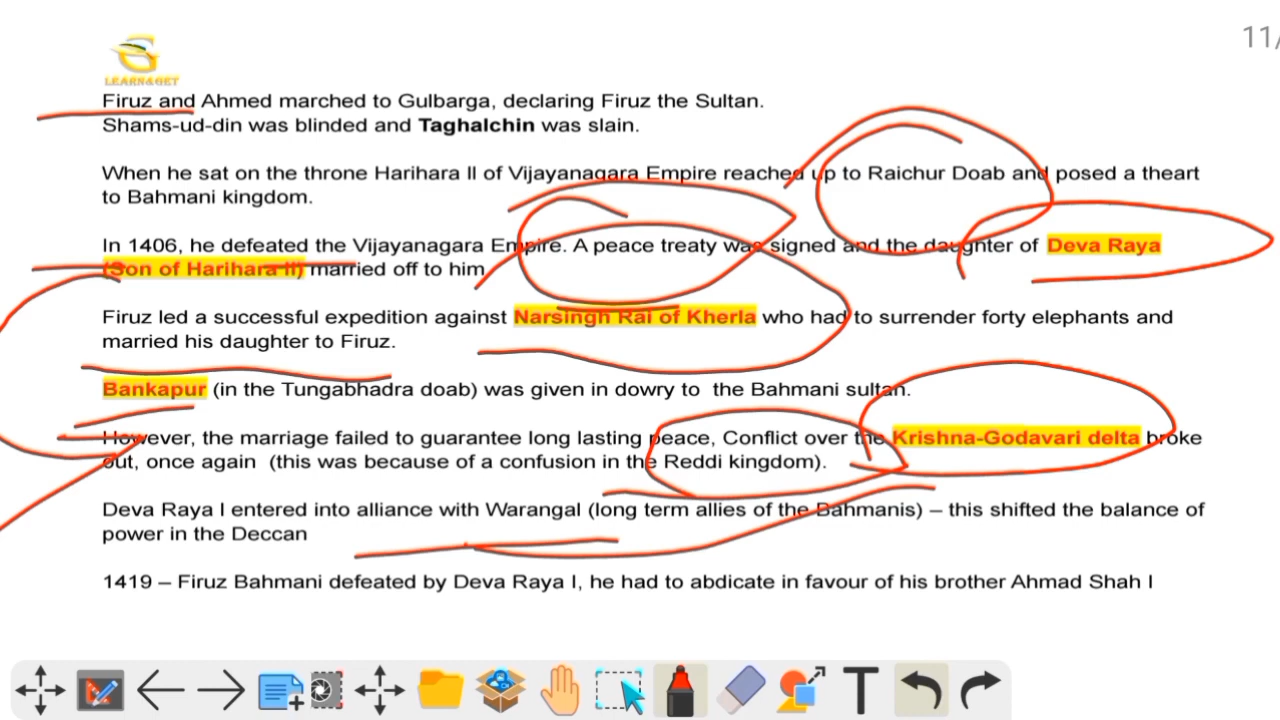 11/
LEARN&GET
Firuz and Ahmed marched to Gulbarga, declaring Firuz the Sultan.
Shams-ud-din was blinded and Taghalchin was slain.
When he sat on the throne Harihara II of Vijayanagara Empire reached up to Raichur Doab and posed a theart
to Bahmani kingdom.
In 1406, he defeated the Vijayanagara Empire. A peace treaty was signed and the daughter of Deva Raya
(Son of Harihara II) married off to him
Firuz led a successful expedition against Narsingh Rai of Kherla who had to surrender forty elephants and
married his daughter to Firuz.
Bankapur (in the Tungabhadra doab) was given in dowry to the Bahmani sultan.
However, the marriage failed to guarantee long lasting peace, Conflict over the Krishna-Godavari delta broke
out, once again (this was because of a confusion in the Reddi kingdom).
Deva Raya I entered into alliance with Warangal (long term allies of the Bahmanis) – this shifted the balance of
power in the Deccan
1419 – Firuz Bahmani defeated by Deva Raya I, he had to abdicate in favour of his brother Ahmad Shah I
T